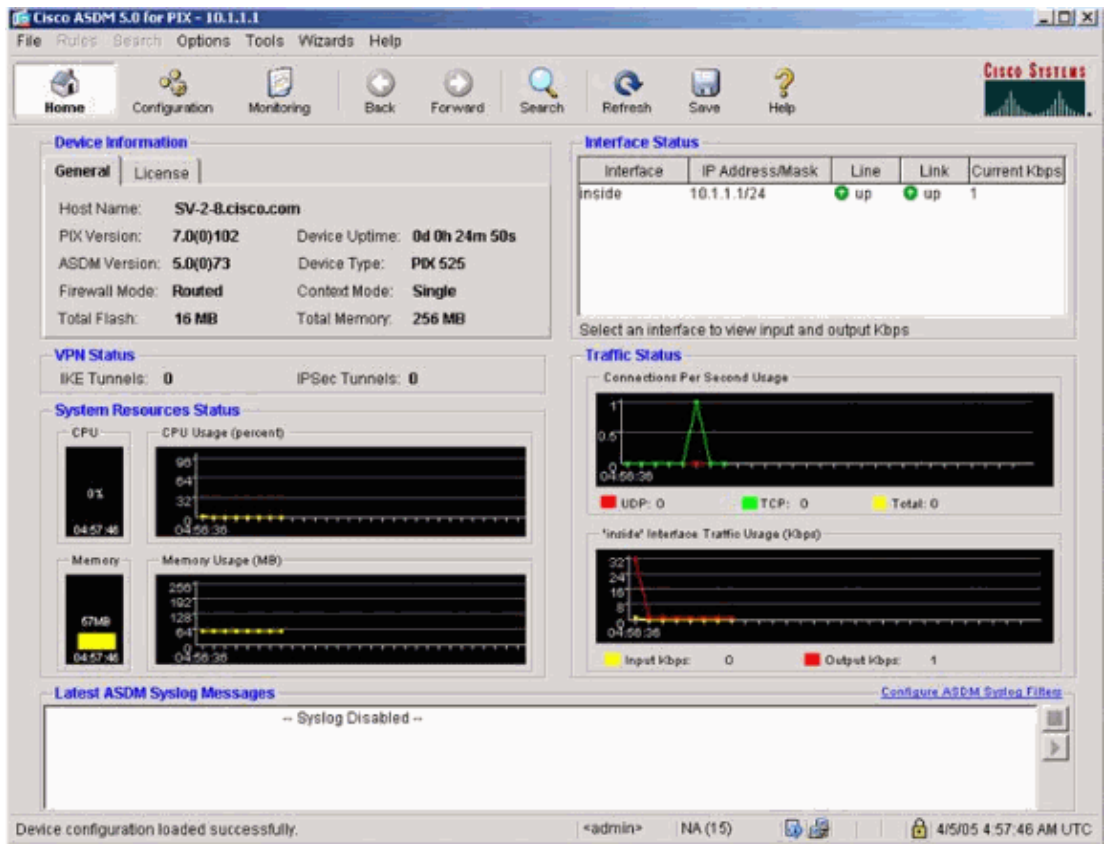 Cisco ASDM 5.0 for PIX - 10.1.1.1
File Rules Search Options Tools Wizards Help
Home Configuration Monitoring Back Forward Search Refresh Save Help
CISCO SYSTEMS
Device Information
General License
Host Name: SV-2-8.cisco.com
PIX Version: 7.0(0)102 Device Uptime: 0d 0h 24m 50s
ASDM Version: 5.0(0)73 Device Type: PIX 525
Firewall Mode: Routed Context Mode: Single
Total Flash: 16 MB Total Memory: 256 MB
Interface Status
Interface IP Address/Mask Line Link Current Kbps
inside 10.1.1.1/24 up up 1
Select an interface to view input and output Kbps
VPN Status
IKE Tunnels: 0 IPSec Tunnels: 0
System Resources Status
CPU
0%
04:57:46
CPU Usage (percent)
96
64
32
0
04:56:36
Memory
67MB
04:57:46
Memory Usage (MB)
256
192
128
64
0
04:56:36
Traffic Status
Connections Per Second Usage
1
0.5
0
04:56:36
UDP: 0 TCP: 0 Total: 0
'inside' Interface Traffic Usage (Kbps)
32
24
16
8
0
04:56:36
Input Kbps: 0 Output Kbps: 1
Latest ASDM Syslog Messages
Configure ASDM Syslog Filters
-- Syslog Disabled --
Device configuration loaded successfully.
<admin> NA (15) 4/5/05 4:57:46 AM UTC